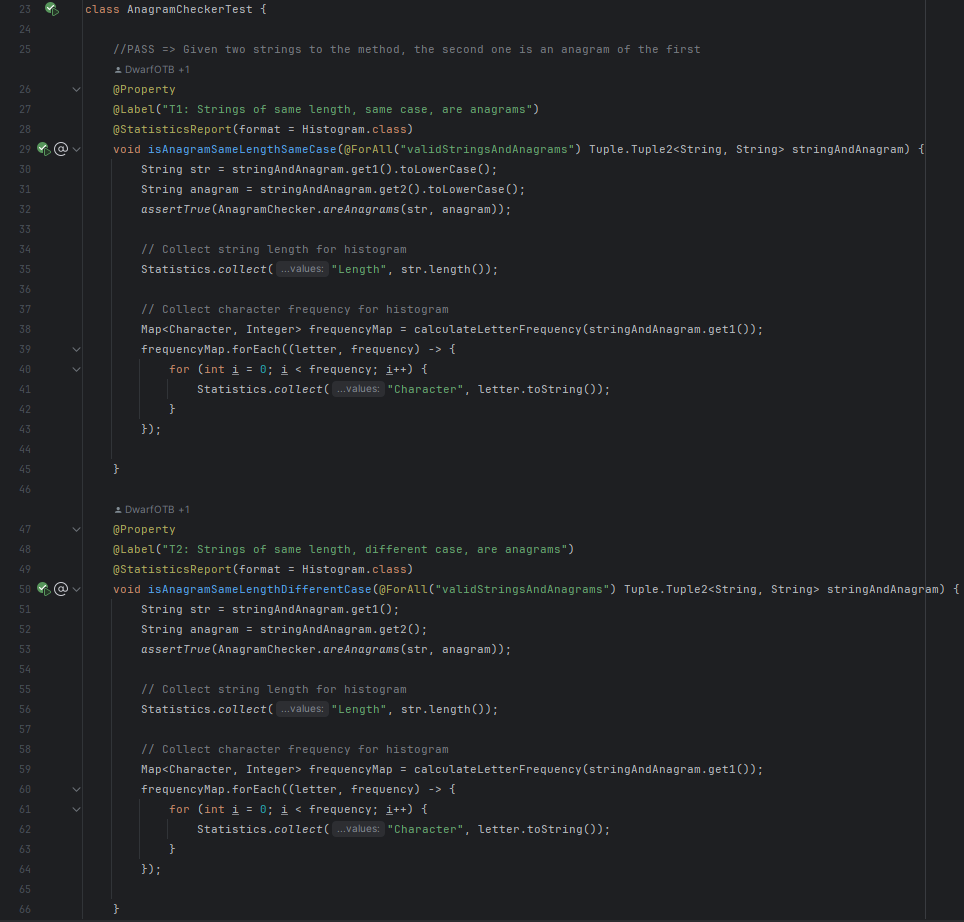 23 class AnagramCheckerTest {
24
25 //PASS => Given two strings to the method, the second one is an anagram of the first
DwarfOTB +1
26 @Property
27 @Label("T1: Strings of same length, same case, are anagrams")
28 @StatisticsReport(format = Histogram.class)
29 @ void isAnagramSameLengthSameCase(@ForAll("validStringsAndAnagrams") Tuple.Tuple2<String, String> stringAndAnagram) {
30 String str = stringAndAnagram.get1().toLowerCase();
31 String anagram = stringAndAnagram.get2().toLowerCase();
32 assertTrue(AnagramChecker.areAnagrams(str, anagram));
33
34 // Collect string length for histogram
35 Statistics.collect( ...values: "Length", str.length());
36
37 // Collect character frequency for histogram
38 Map<Character, Integer> frequencyMap = calculateLetterFrequency(stringAndAnagram.get1());
39 frequencyMap.forEach((letter, frequency) -> {
40 for (int i = 0; i < frequency; i++) {
41 Statistics.collect( ...values: "Character", letter.toString());
42 }
43 });
44
45 }
46
DwarfOTB +1
47 @Property
48 @Label("T2: Strings of same length, different case, are anagrams")
49 @StatisticsReport(format = Histogram.class)
50 @ void isAnagramSameLengthDifferentCase(@ForAll("validStringsAndAnagrams") Tuple.Tuple2<String, String> stringAndAnagram) {
51 String str = stringAndAnagram.get1();
52 String anagram = stringAndAnagram.get2();
53 assertTrue(AnagramChecker.areAnagrams(str, anagram));
54
55 // Collect string length for histogram
56 Statistics.collect( ...values: "Length", str.length());
57
58 // Collect character frequency for histogram
59 Map<Character, Integer> frequencyMap = calculateLetterFrequency(stringAndAnagram.get1());
60 frequencyMap.forEach((letter, frequency) -> {
61 for (int i = 0; i < frequency; i++) {
62 Statistics.collect( ...values: "Character", letter.toString());
63 }
64 });
65
66 }